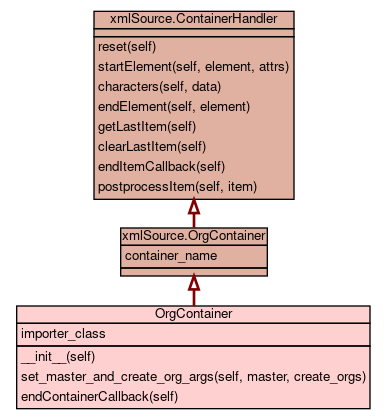 xmlSource.ContainerHandler
reset(self)
startElement(self, element, attrs)
characters(self, data)
endElement(self, element)
getLastItem(self)
clearLastItem(self)
endItemCallback(self)
postprocessItem(self, item)
xmlSource.OrgContainer
container_name
OrgContainer
importer_class
__init__(self)
set_master_and_create_org_args(self, master, create_orgs)
endContainerCallback(self)